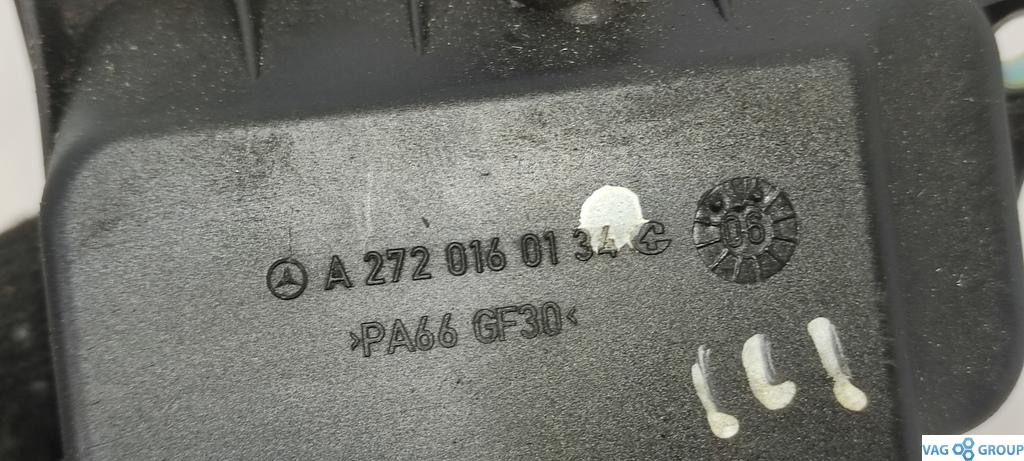 A 272 016 01 34
06
>PA66 GF30<
VAG GROUP